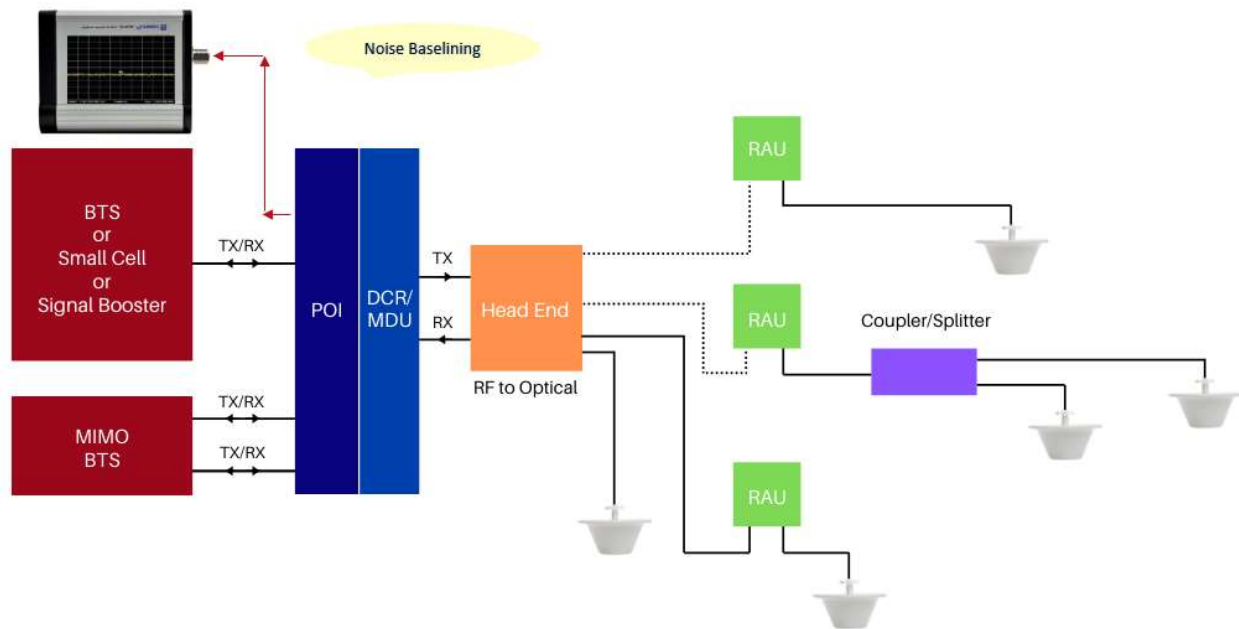 Noise Baselining
BTS
or
Small Cell
or
Signal Booster
TX/RX
MIMO
BTS
TX/RX
TX/RX
POI
DCR/
MDU
TX
RX
Head End
RF to Optical
RAU
RAU
Coupler/Splitter
RAU